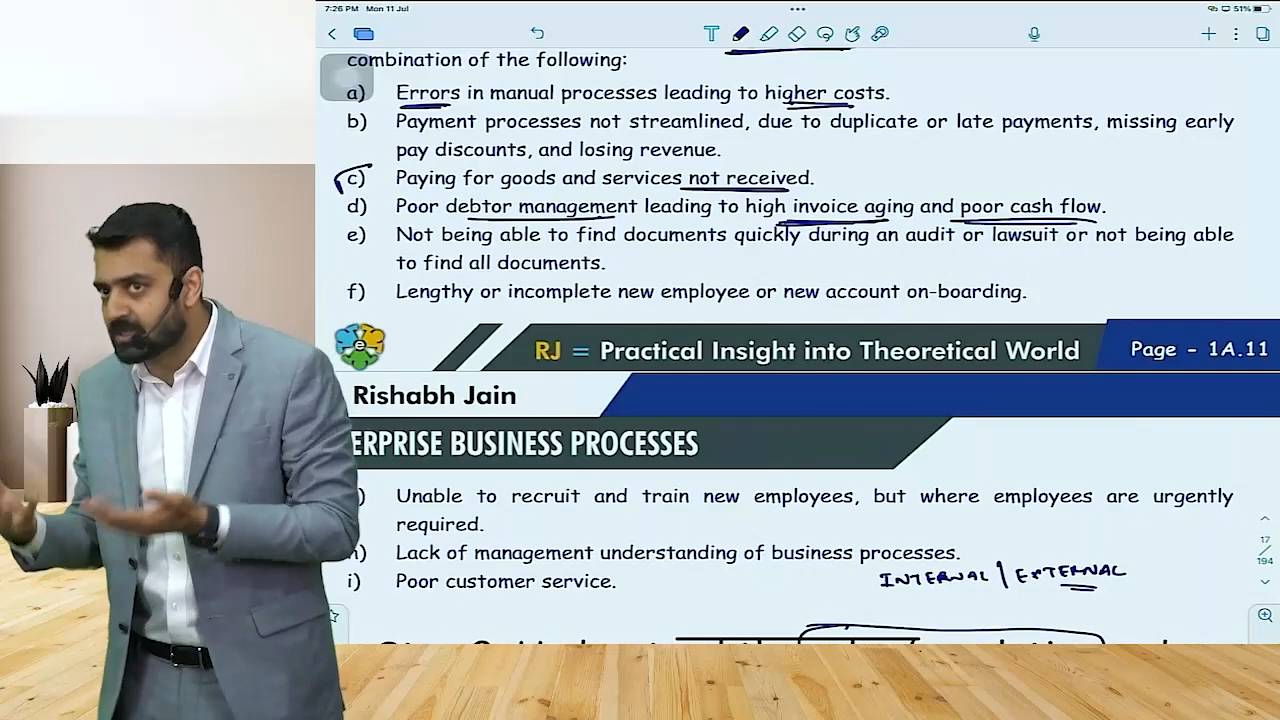 7:26 PM Mon 11 Jul
51%
combination of the following:
a) Errors in manual processes leading to higher costs.
b) Payment processes not streamlined, due to duplicate or late payments, missing early
pay discounts, and losing revenue.
c) Paying for goods and services not received.
d) Poor debtor management leading to high invoice aging and poor cash flow.
e) Not being able to find documents quickly during an audit or lawsuit or not being able
to find all documents.
f) Lengthy or incomplete new employee or new account on-boarding.
RJ = Practical Insight into Theoretical World
Page - 1A.11
Rishabh Jain
ERPRISE BUSINESS PROCESSES
) Unable to recruit and train new employees, but where employees are urgently
required.
) Lack of management understanding of business processes.
i) Poor customer service.
INTERNAL / EXTERNAL
17
/
194